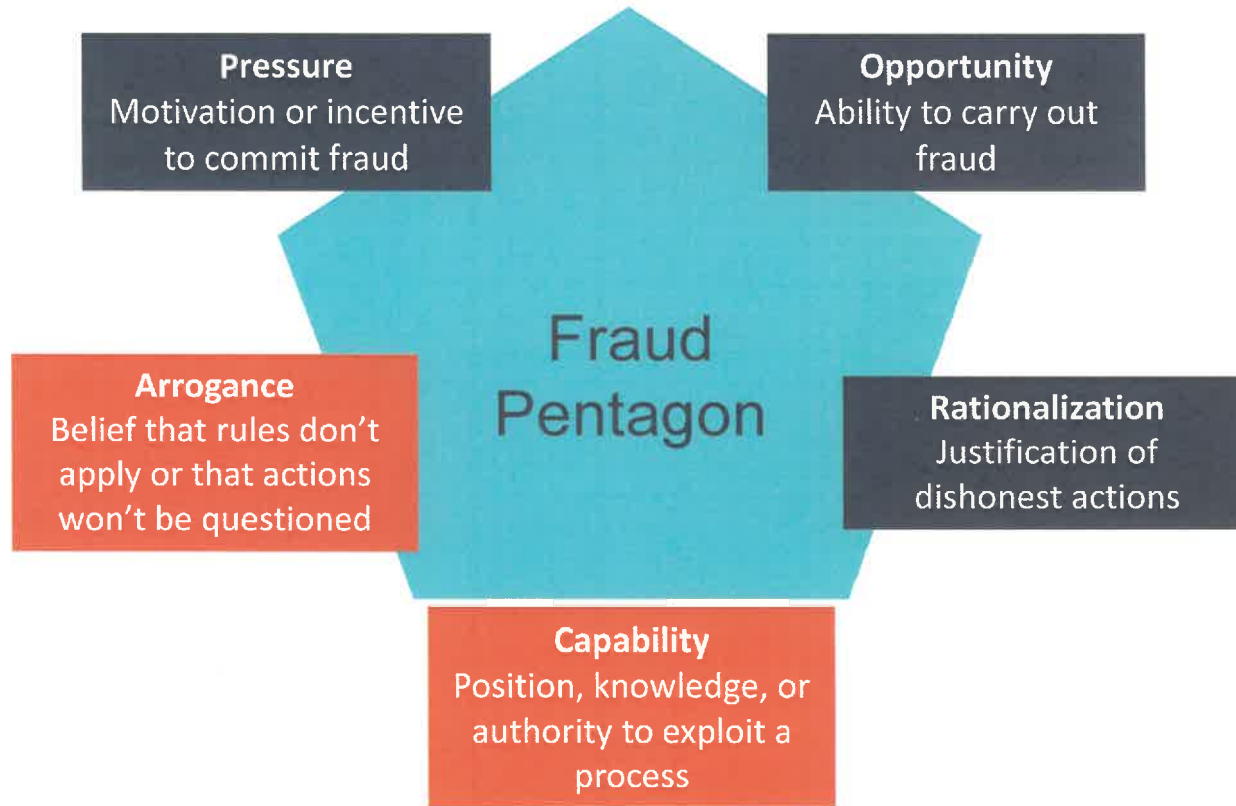 Pressure
Motivation or incentive
to commit fraud
Opportunity
Ability to carry out
fraud
Fraud
Pentagon
Arrogance
Belief that rules don’t
apply or that actions
won’t be questioned
Rationalization
Justification of
dishonest actions
Capability
Position, knowledge, or
authority to exploit a
process